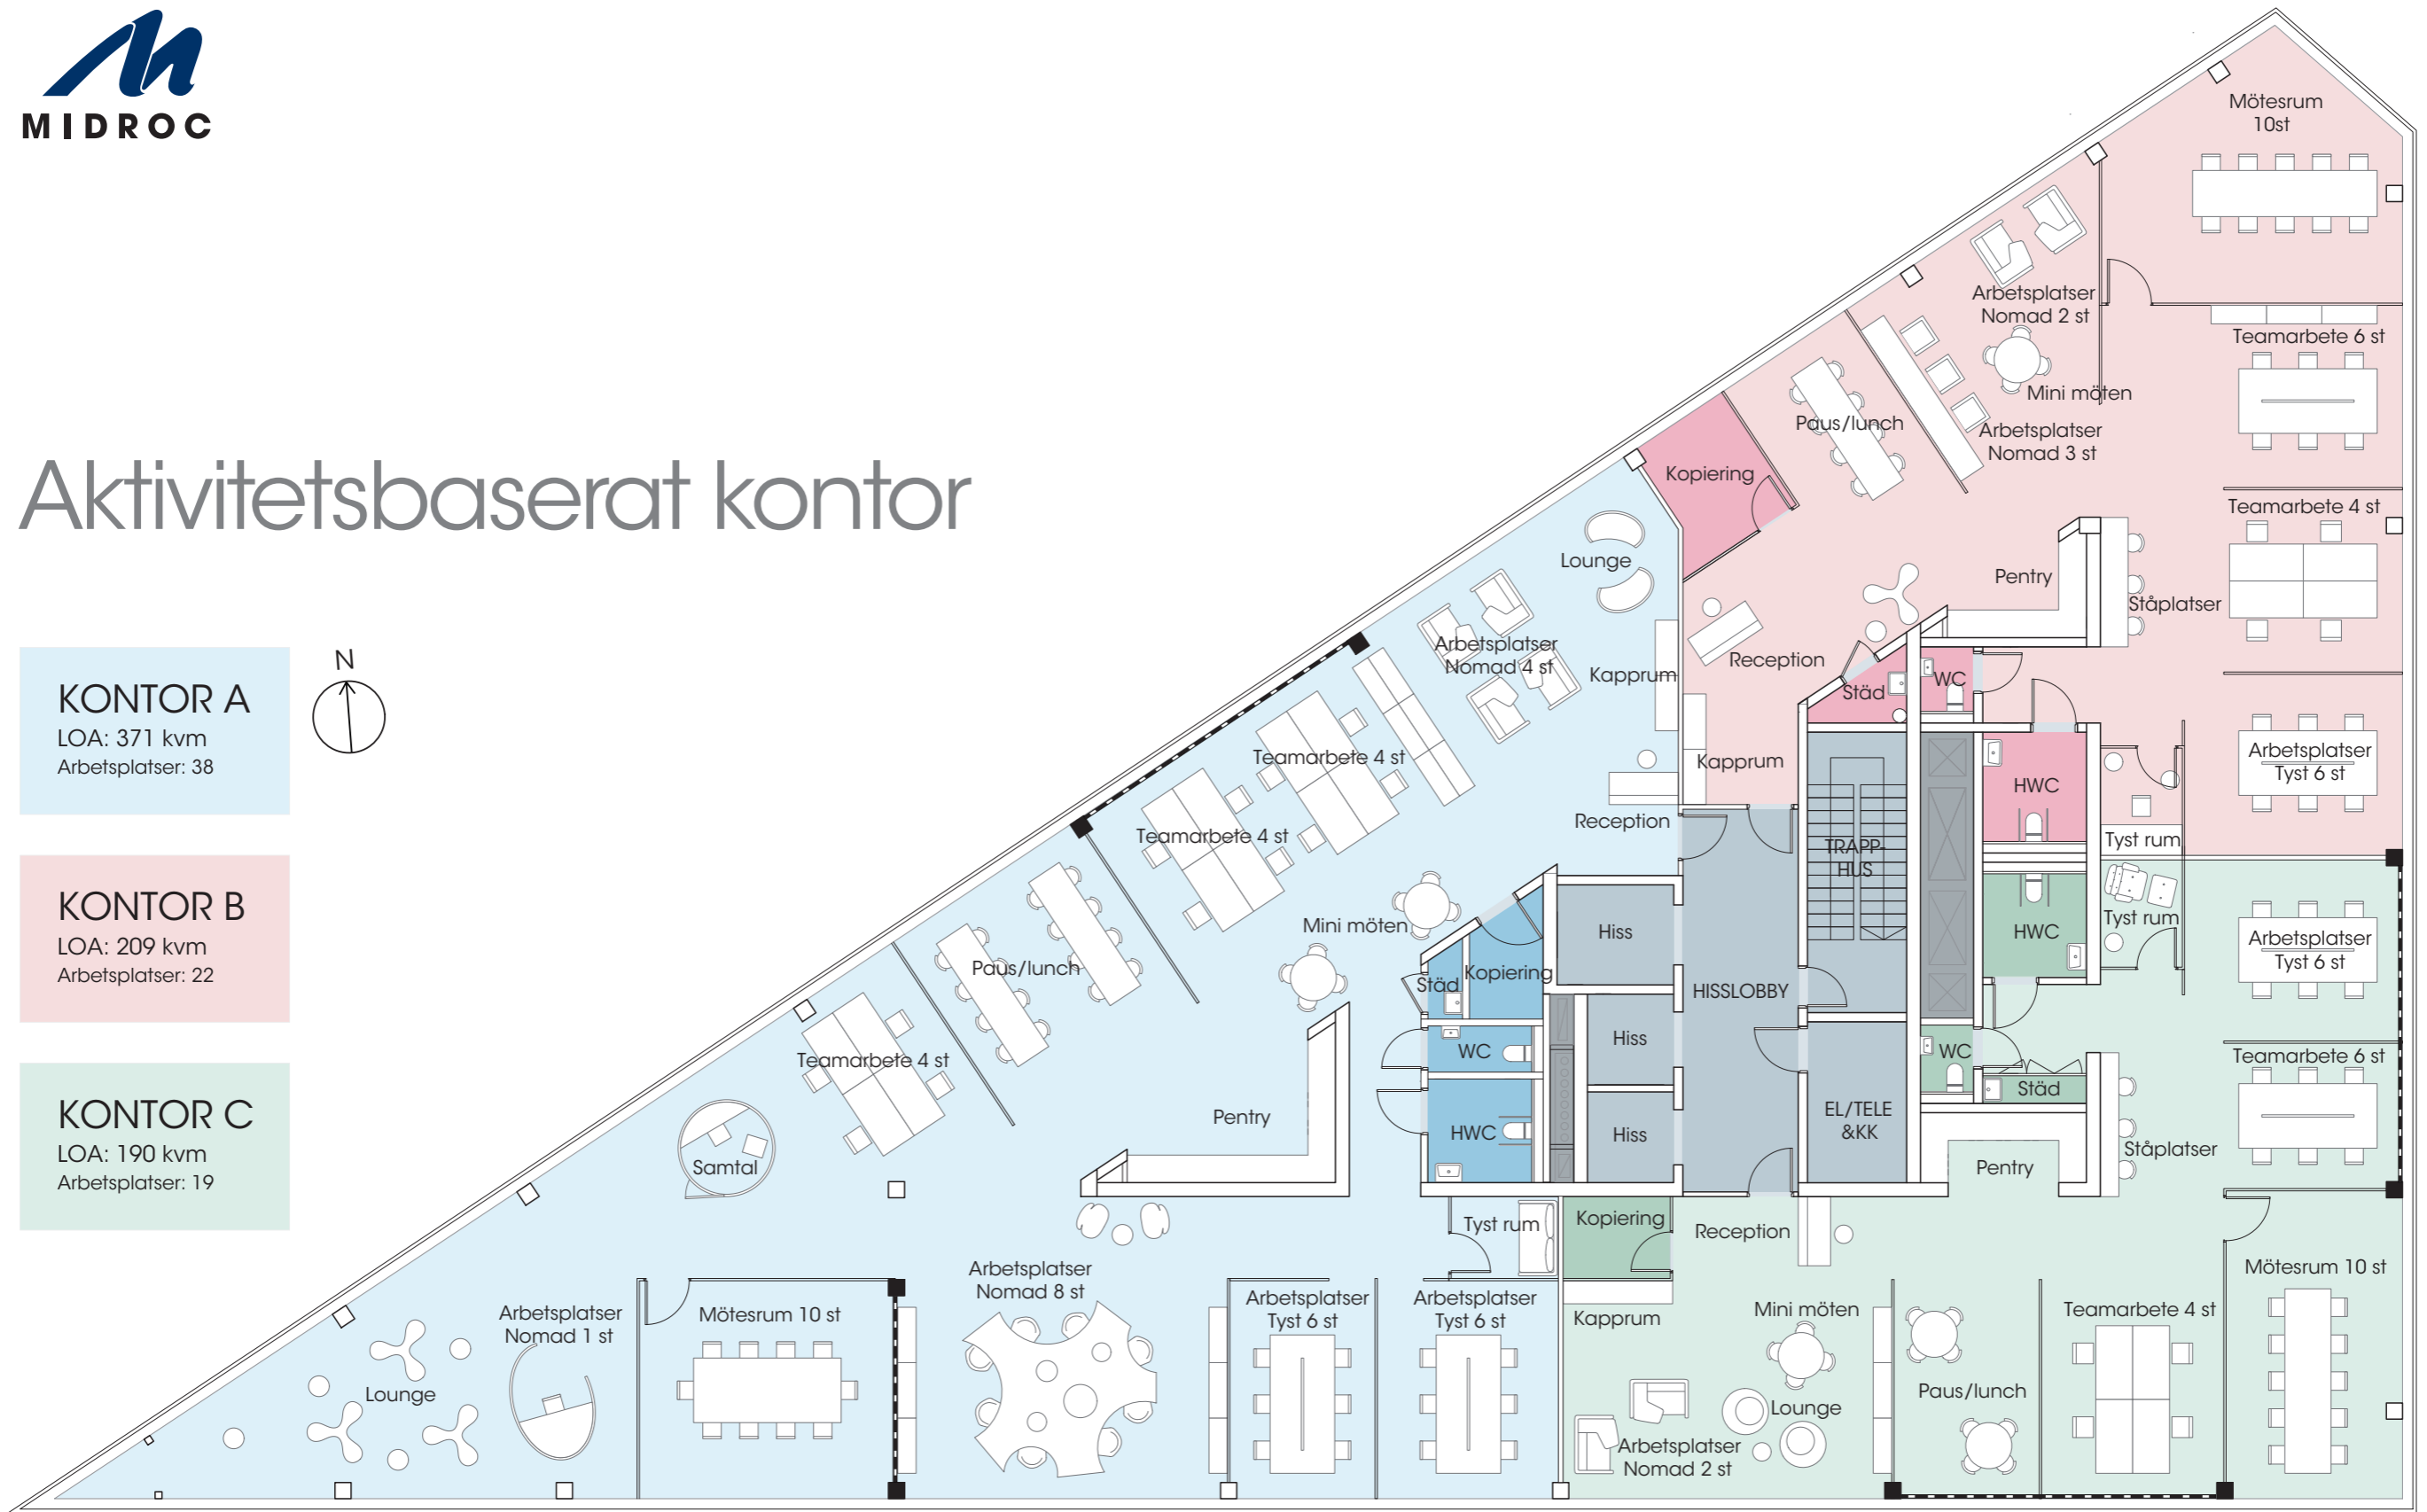 MIDROC
Aktivitetsbaserat kontor
KONTOR A
LOA: 371 kvm
Arbetsplatser: 38
N
KONTOR B
LOA: 209 kvm
Arbetsplatser: 22
KONTOR C
LOA: 190 kvm
Arbetsplatser: 19
Mötesrum
10st
Arbetsplatser
Nomad 2 st
Teamarbete 6 st
Mini möten
Paus/lunch
Arbetsplatser
Nomad 3 st
Kopiering
Teamarbete 4 st
Pentry
Ståplatser
Reception
Städ
WC
Kapprum
HWC
Arbetsplatser
Tyst 6 st
Tyst rum
Lounge
Arbetsplatser
Nomad 4 st
Kapprum
Teamarbete 4 st
Reception
Teamarbete 4 st
Mini möten
Paus/lunch
Städ
Kopiering
Teamarbete 4 st
WC
HWC
Pentry
Samtal
Tyst rum
Arbetsplatser
Nomad 8 st
Arbetsplatser
Nomad 1 st
Mötesrum 10 st
Arbetsplatser
Tyst 6 st
Arbetsplatser
Tyst 6 st
Lounge
TRAPP-
HUS
Hiss
HISSLOBBY
Hiss
Hiss
EL/TELE
&KK
Tyst rum
HWC
Arbetsplatser
Tyst 6 st
WC
Städ
Teamarbete 6 st
Pentry
Ståplatser
Kopiering
Reception
Mötesrum 10 st
Kapprum
Mini möten
Teamarbete 4 st
Paus/lunch
Lounge
Arbetsplatser
Nomad 2 st